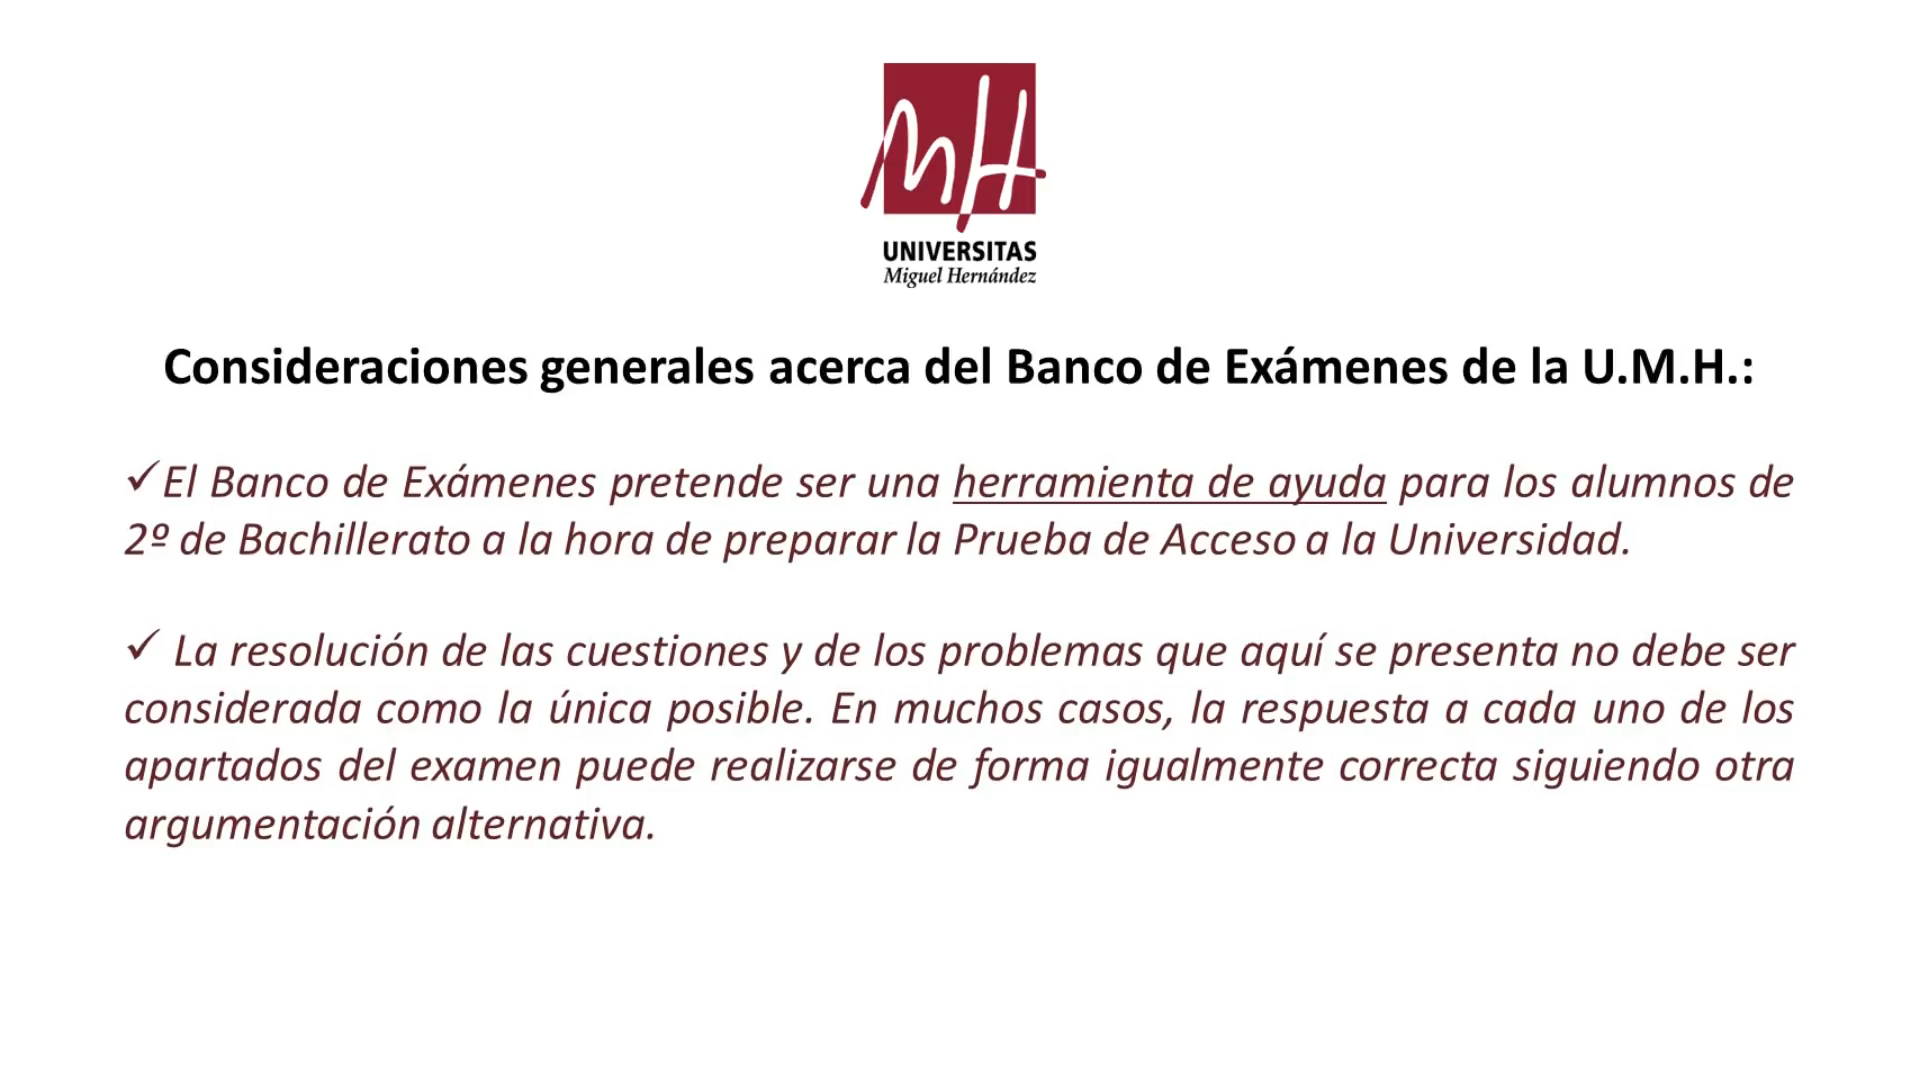 MH
UNIVERSITAS
Miguel Hernández
Consideraciones generales acerca del Banco de Exámenes de la U.M.H.:
✓El Banco de Exámenes pretende ser una herramienta de ayuda para los alumnos de
2º de Bachillerato a la hora de preparar la Prueba de Acceso a la Universidad.
✓ La resolución de las cuestiones y de los problemas que aquí se presenta no debe ser
considerada como la única posible. En muchos casos, la respuesta a cada uno de los
apartados del examen puede realizarse de forma igualmente correcta siguiendo otra
argumentación alternativa.